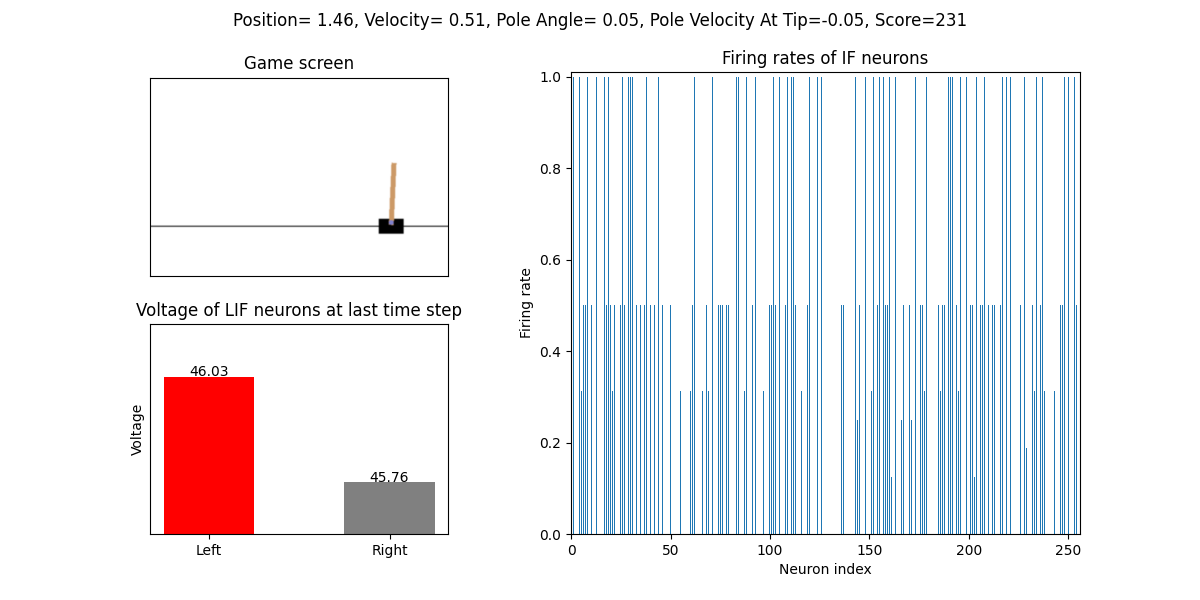 Position= 1.46, Velocity= 0.51, Pole Angle= 0.05, Pole Velocity At Tip=-0.05, Score=231
Game screen
Voltage of LIF neurons at last time step
Voltage
46.03
45.76
Left
Right
Firing rates of IF neurons
Firing rate
1.0
0.8
0.6
0.4
0.2
0.0
0
50
100
150
200
250
Neuron index